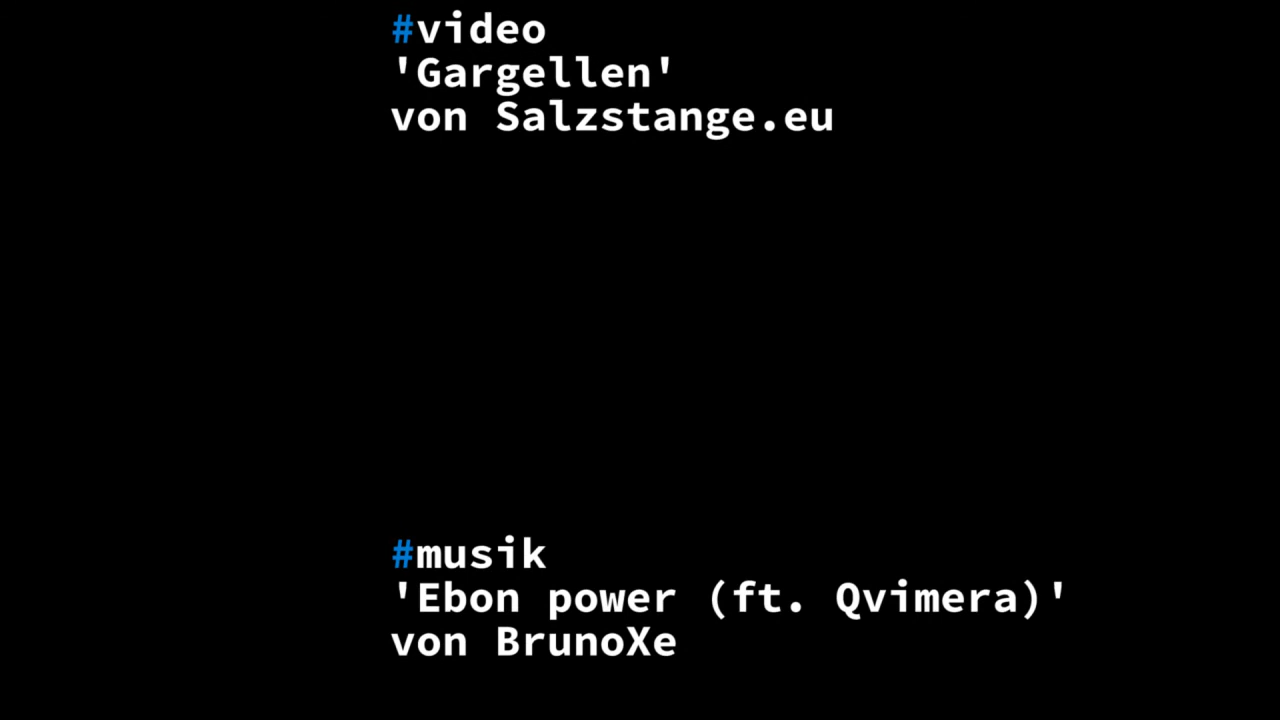 #video
'Gargellen'
von Salzstange.eu
#musik
'Ebon power (ft. Qvimera)'
von BrunoXe